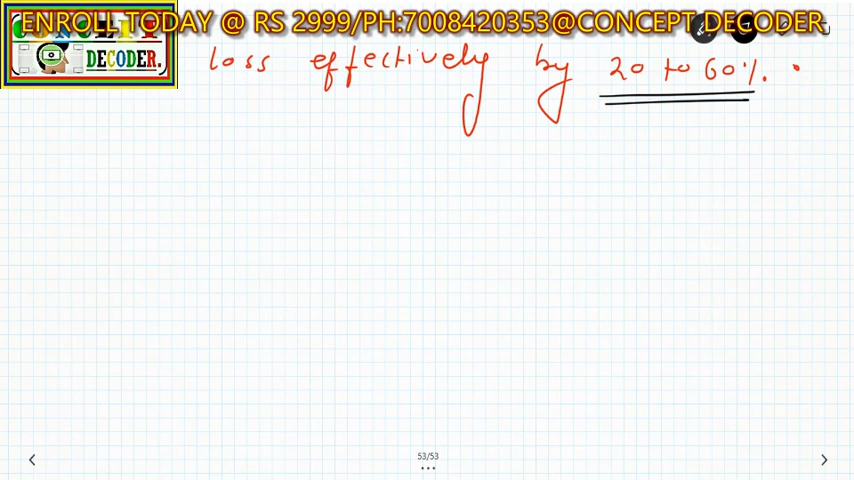 ENROLL TODAY @ RS 2999/PH:7008420353@CONCEPT DECODER
DECODER.
loss effectively by 20 to 60%.
53/53